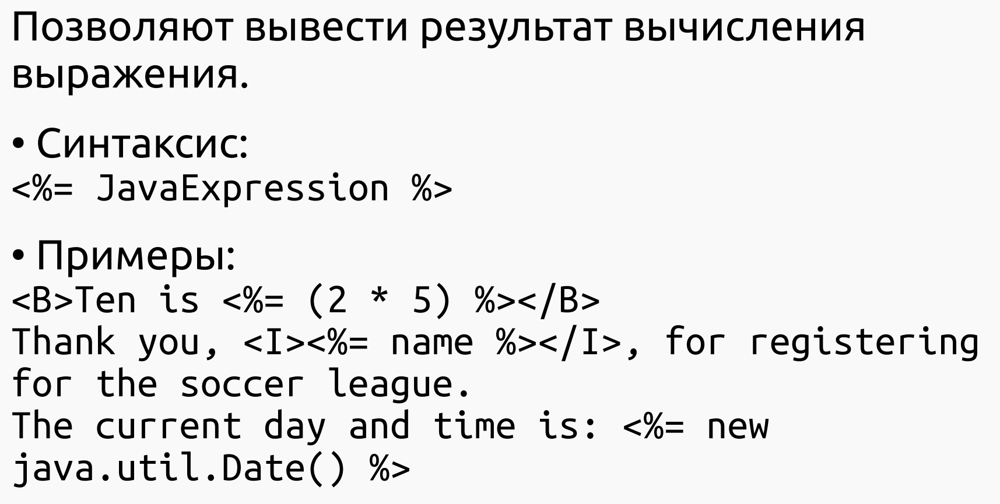 Позволяют вывести результат вычисления
выражения.
• Синтаксис:
<%= JavaExpression %>
• Примеры:
<B>Ten is <%= (2 * 5) %></B>
Thank you, <I><%= name %></I>, for registering
for the soccer league.
The current day and time is: <%= new
java.util.Date() %>